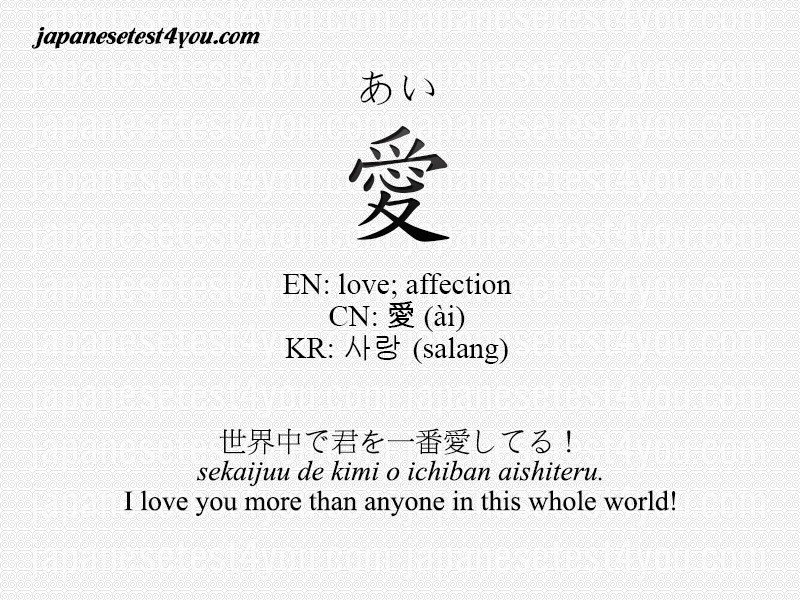 japanesetest4you.com
あい
愛
EN: love; affection
CN: 愛 (ài)
KR: 사랑 (salang)
世界中で君を一番愛してる！
sekaijuu de kimi o ichiban aishiteru.
I love you more than anyone in this whole world!